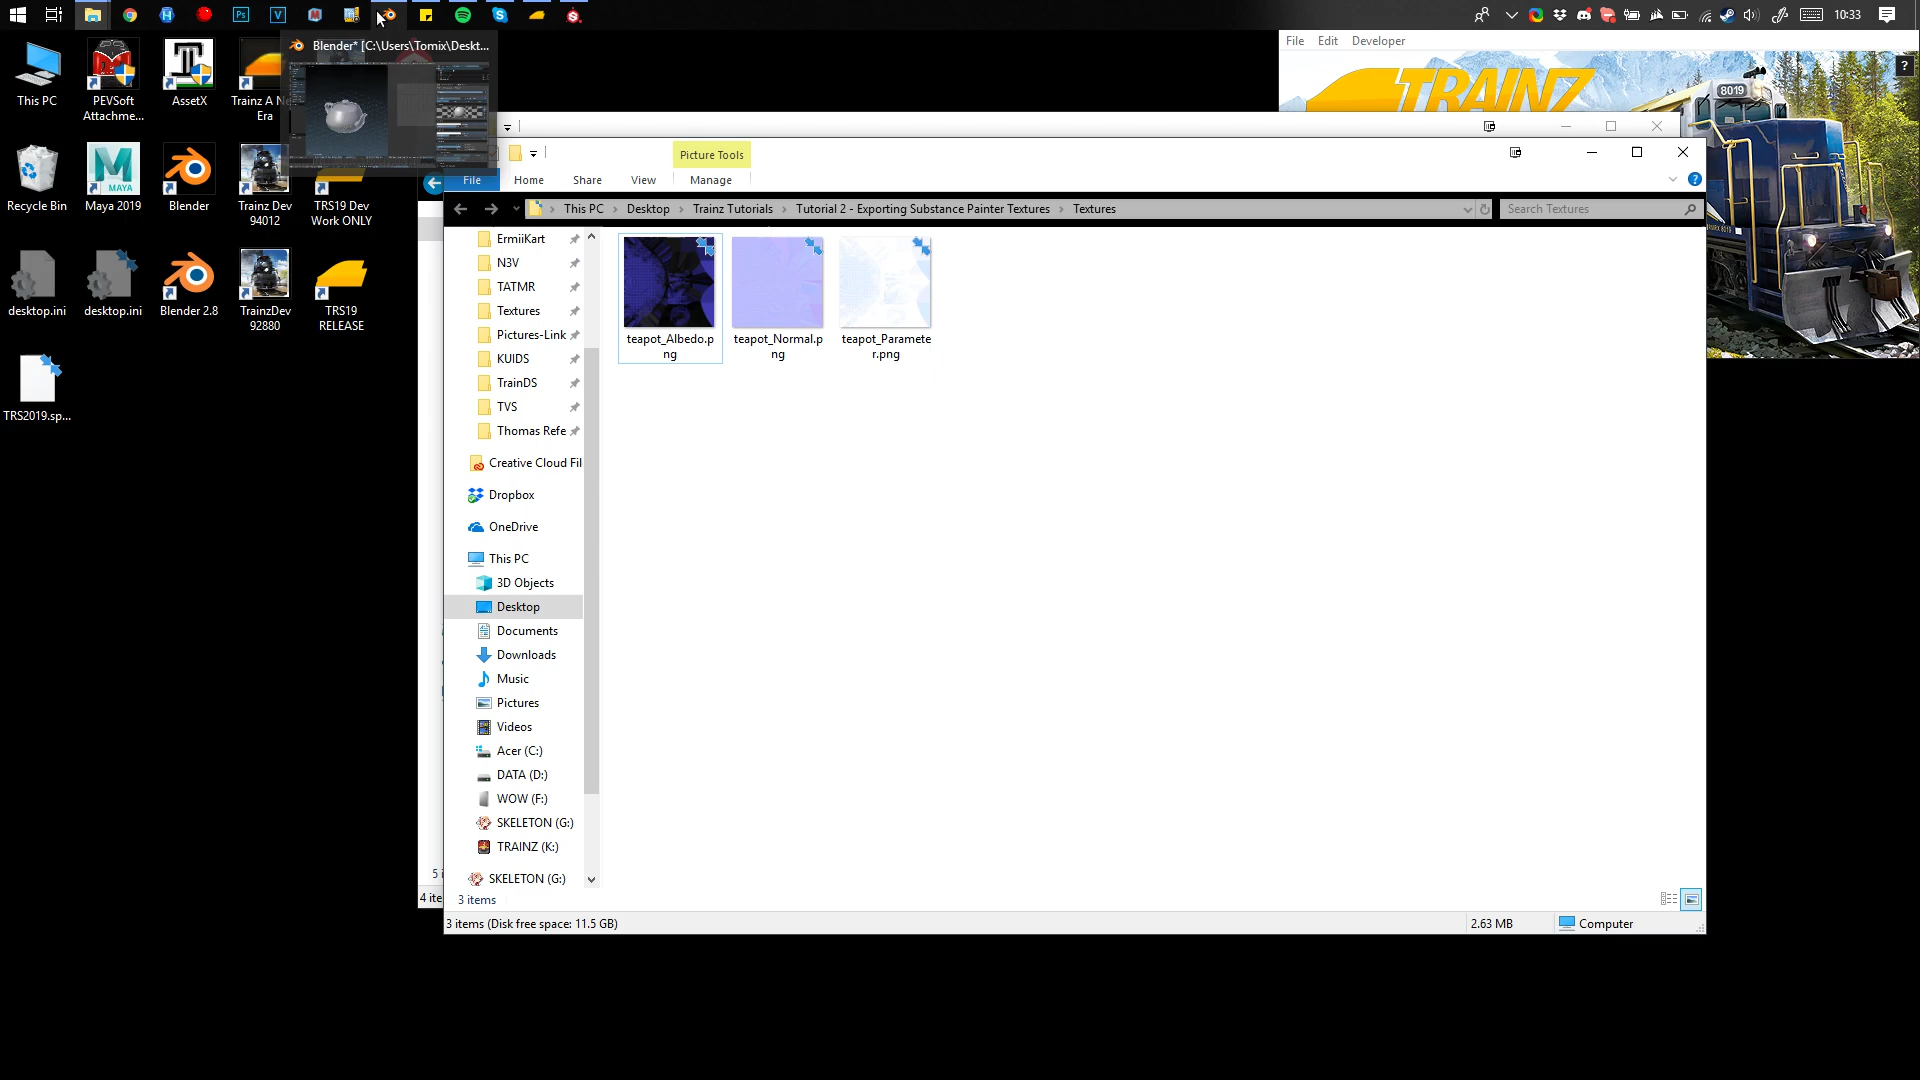 10:33
Blender* [C:\Users\Tomix\Deskt...
File Edit Developer
?
TRAINZ
8019
This PC
PEVSoft
Attachme...
AssetX
Trainz A N
Era
Recycle Bin
Maya 2019
MAYA
Blender
Trainz Dev
94012
TRS19 Dev
Work ONLY
desktop.ini
desktop.ini
Blender 2.8
TrainzDev
92880
TRS19
RELEASE
TRS2019.sp...
Picture Tools
File Home Share View Manage
This PC Desktop Trainz Tutorials Tutorial 2 - Exporting Substance Painter Textures Textures
Search Textures
ErmiiKart
N3V
TATMR
Textures
Pictures-Link
KUIDS
TrainDS
TVS
Thomas Refe
Creative Cloud Fil
Dropbox
OneDrive
This PC
3D Objects
Desktop
Documents
Downloads
Music
Pictures
Videos
Acer (C:)
DATA (D:)
WOW (F:)
SKELETON (G:)
TRAINZ (K:)
SKELETON (G:)
teapot_Albedo.p
ng
teapot_Normal.p
ng
teapot_Paramete
r.png
5 i
4 ite
3 items
3 items (Disk free space: 11.5 GB)
2.63 MB
Computer